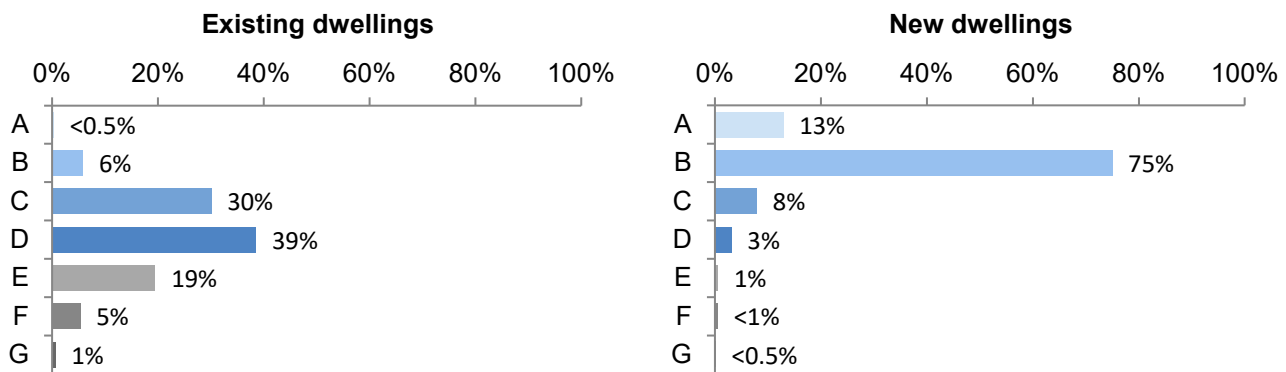 Existing dwellings
0% 20% 40% 60% 80% 100%
A <0.5%
B 6%
C 30%
D 39%
E 19%
F 5%
G 1%
New dwellings
0% 20% 40% 60% 80% 100%
A 13%
B 75%
C 8%
D 3%
E 1%
F <1%
G <0.5%